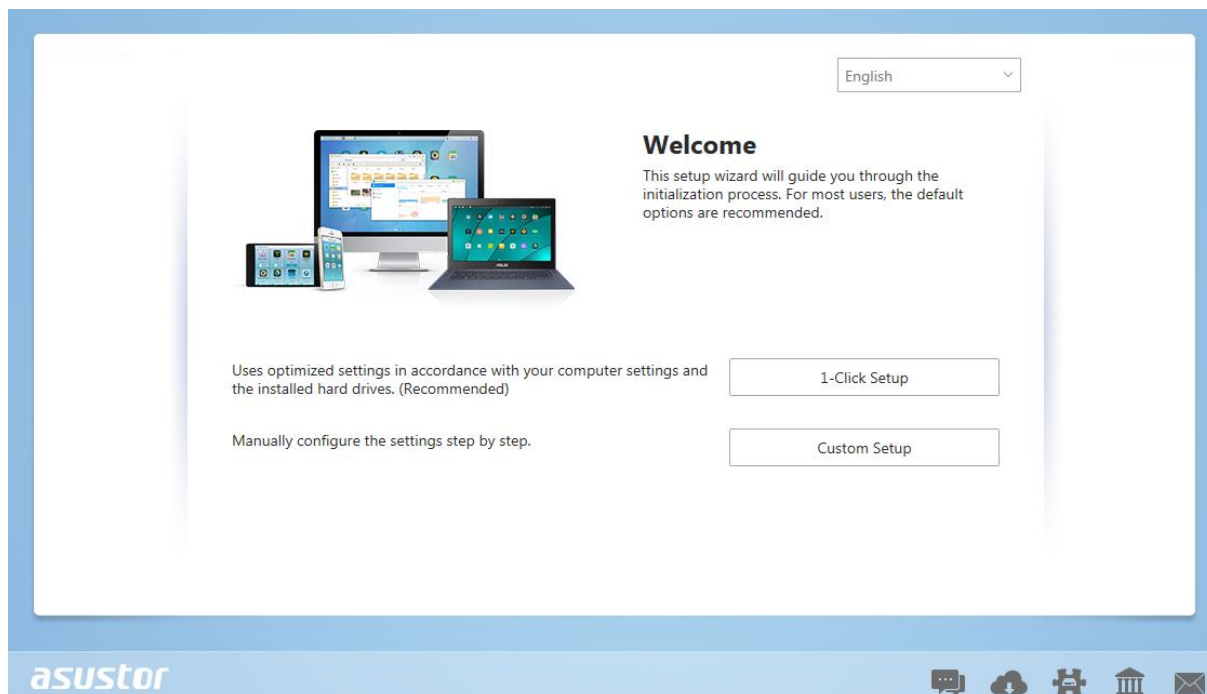 English
Welcome
This setup wizard will guide you through the
initialization process. For most users, the default
options are recommended.
Uses optimized settings in accordance with your computer settings and
the installed hard drives. (Recommended)
1-Click Setup
Manually configure the settings step by step.
Custom Setup
asustor